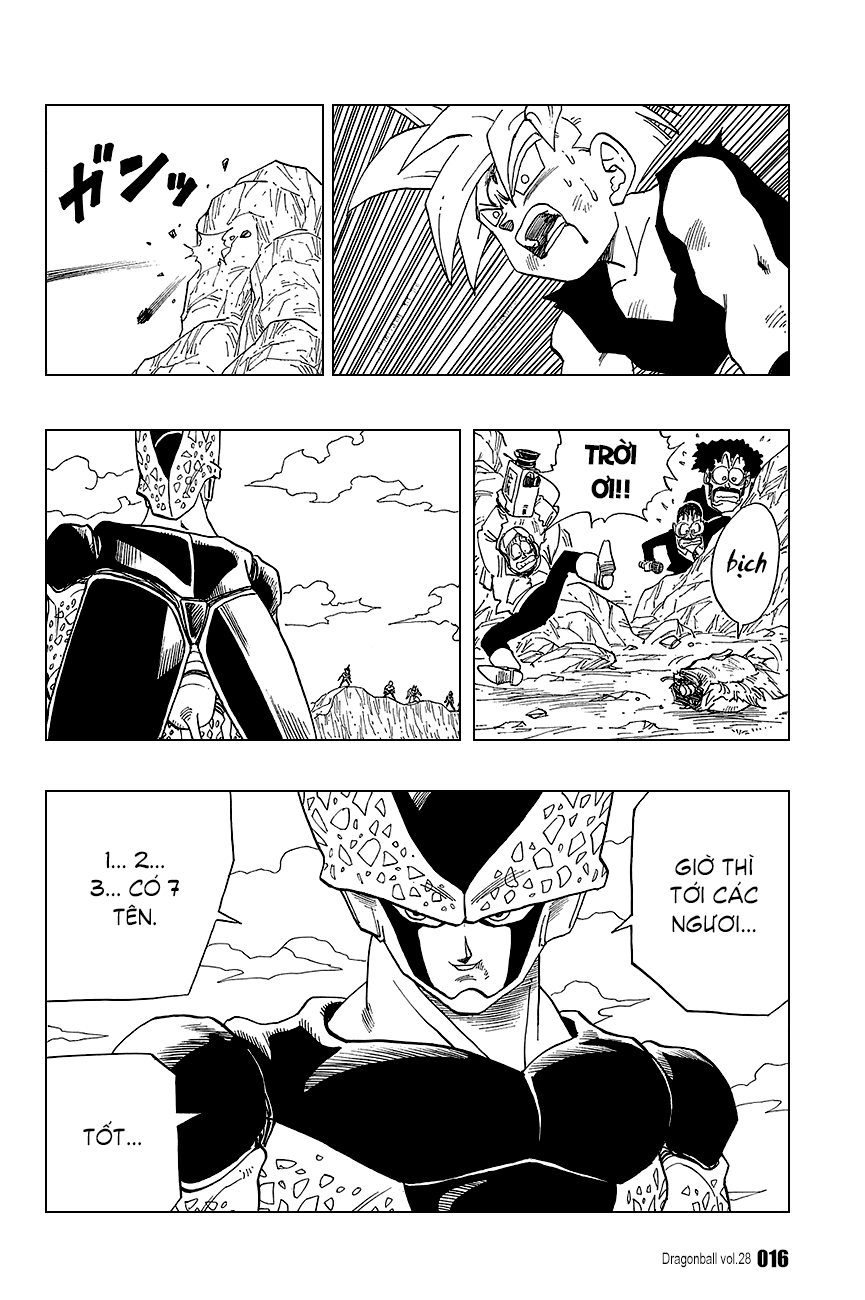 ガンッ
TRỜI
ƠI!!
bịch
GIỜ THÌ
TỚI CÁC
NGƯƠI...
1... 2...
3... CÓ 7
TÊN.
TỐT...
Dragonball vol.28 016